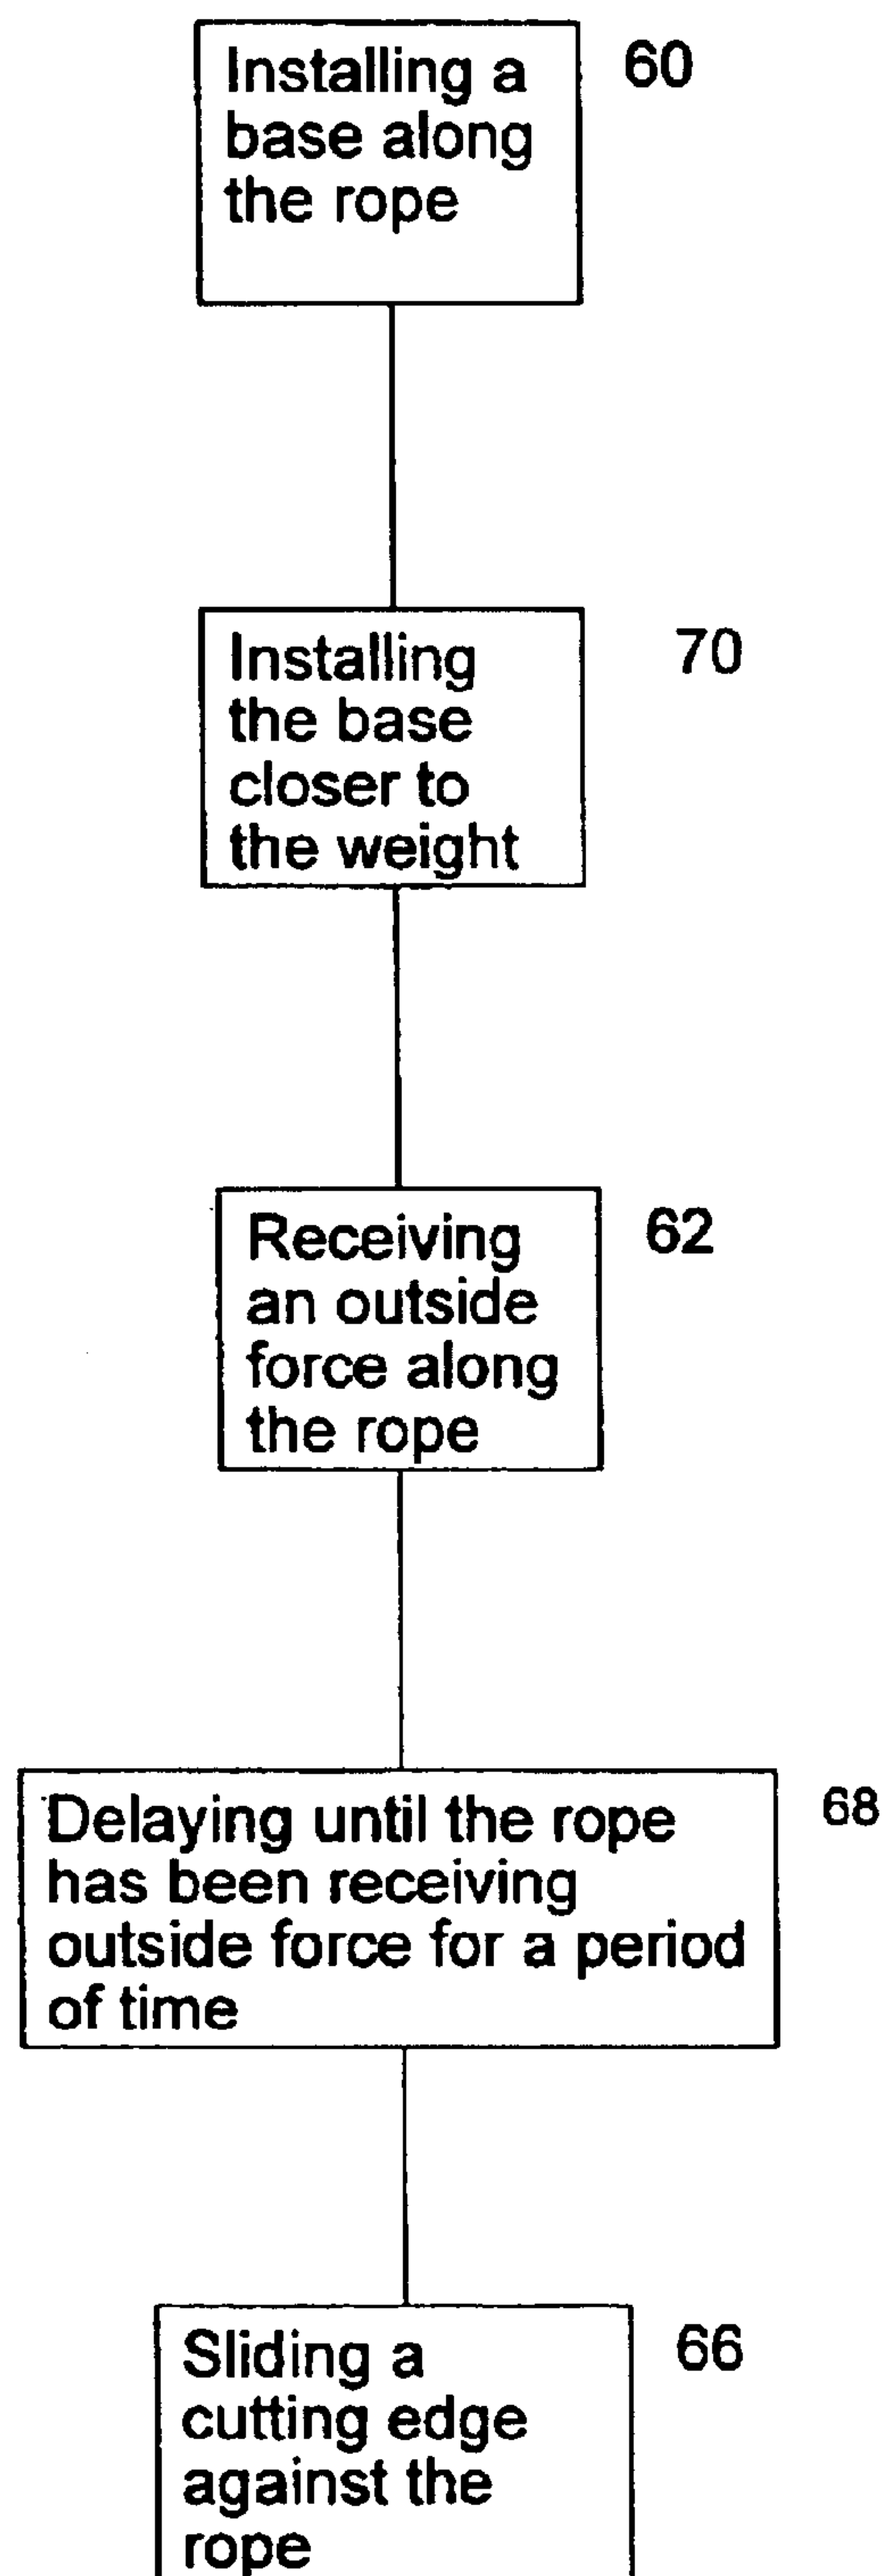 Installing a
base along
the rope
60
Installing
the base
closer to
the weight
70
Receiving
an outside
force along
the rope
62
Delaying until the rope
has been receiving
outside force for a period
of time
68
Sliding a
cutting edge
against the
rope
66